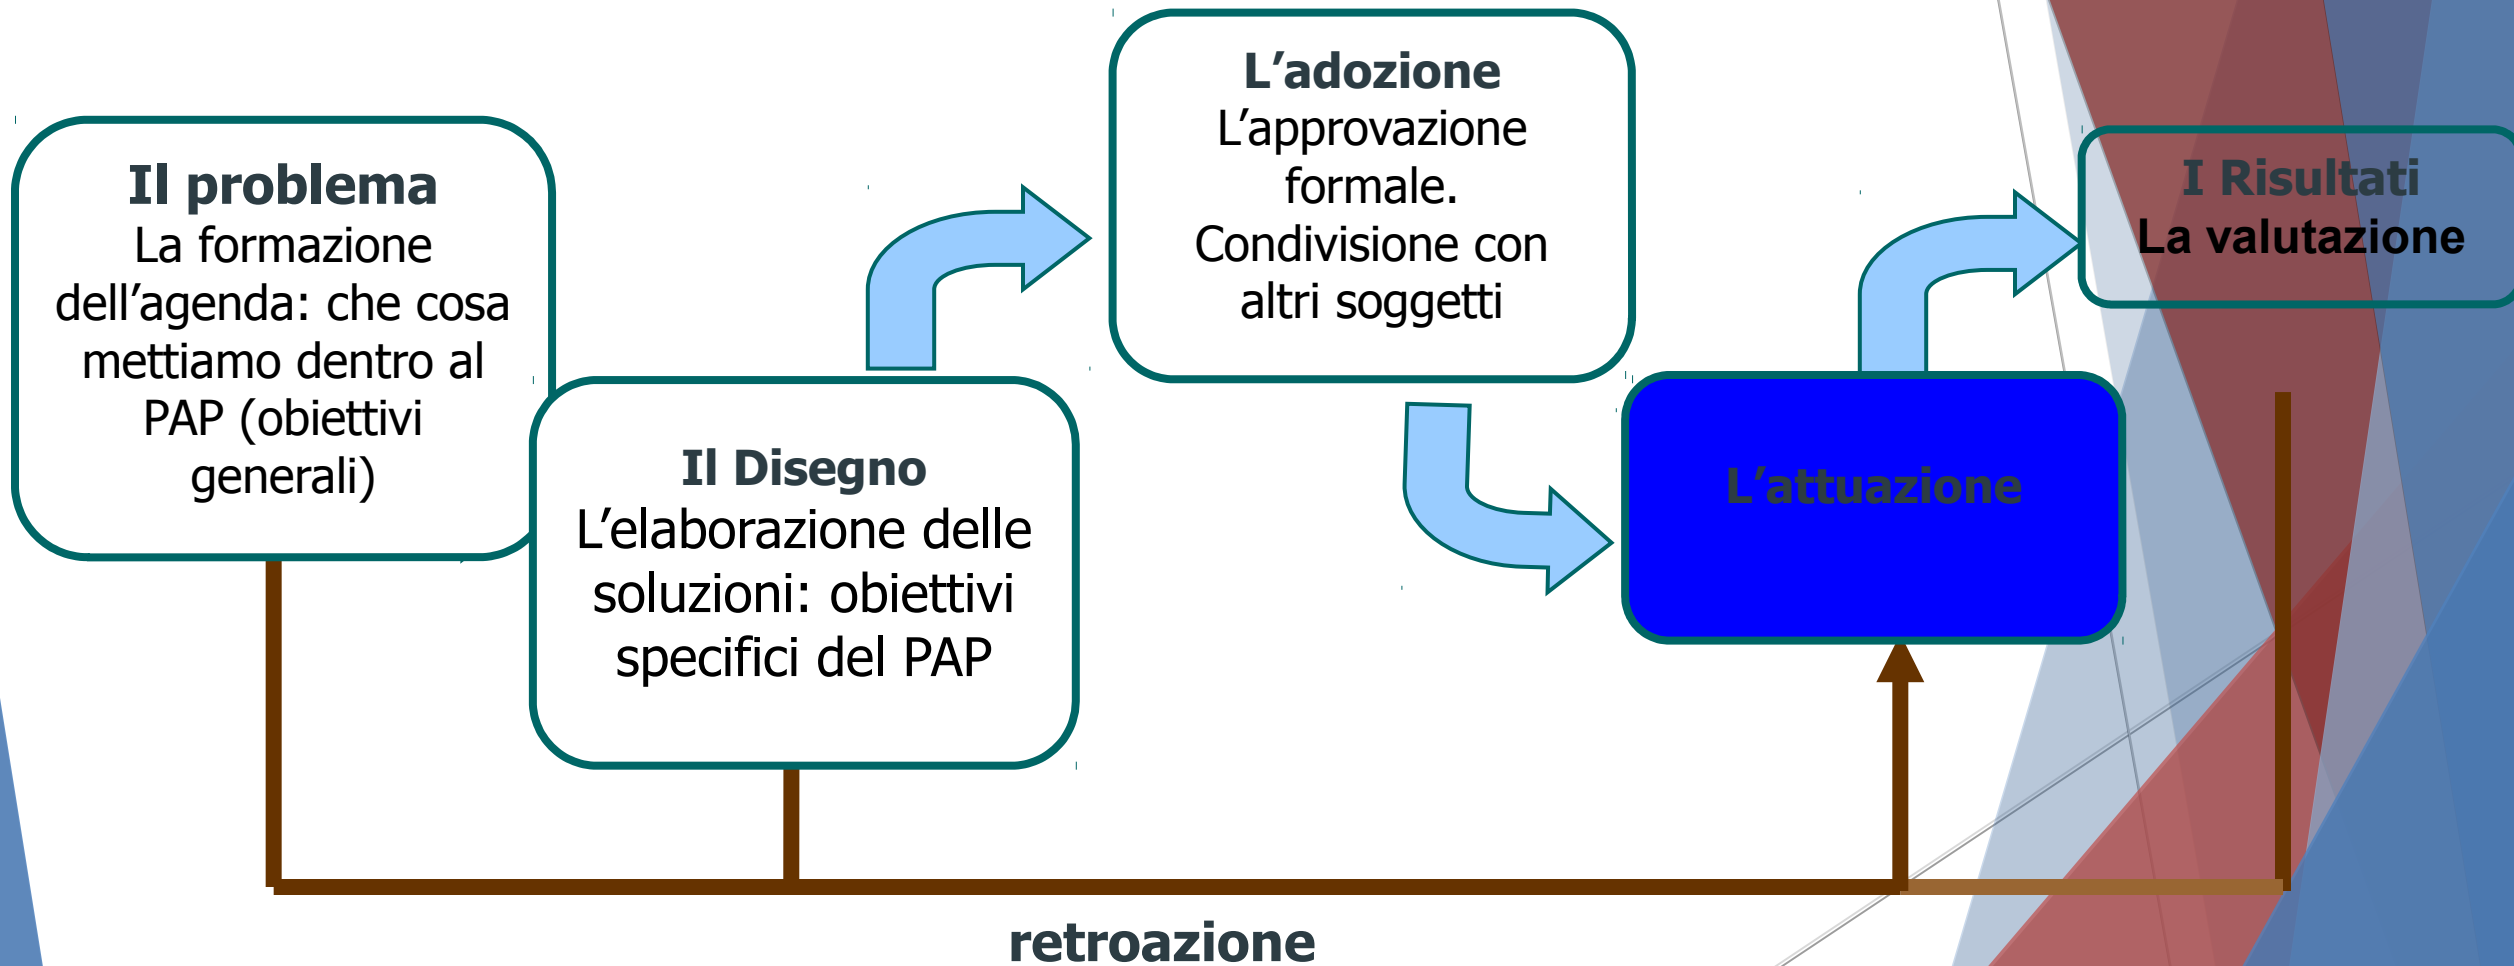 Il problema
La formazione
dell’agenda: che cosa
mettiamo dentro al
PAP (obiettivi
generali)
Il Disegno
L’elaborazione delle
soluzioni: obiettivi
specifici del PAP
L’adozione
L’approvazione
formale.
Condivisione con
altri soggetti
L’attuazione
I Risultati
La valutazione
retroazione